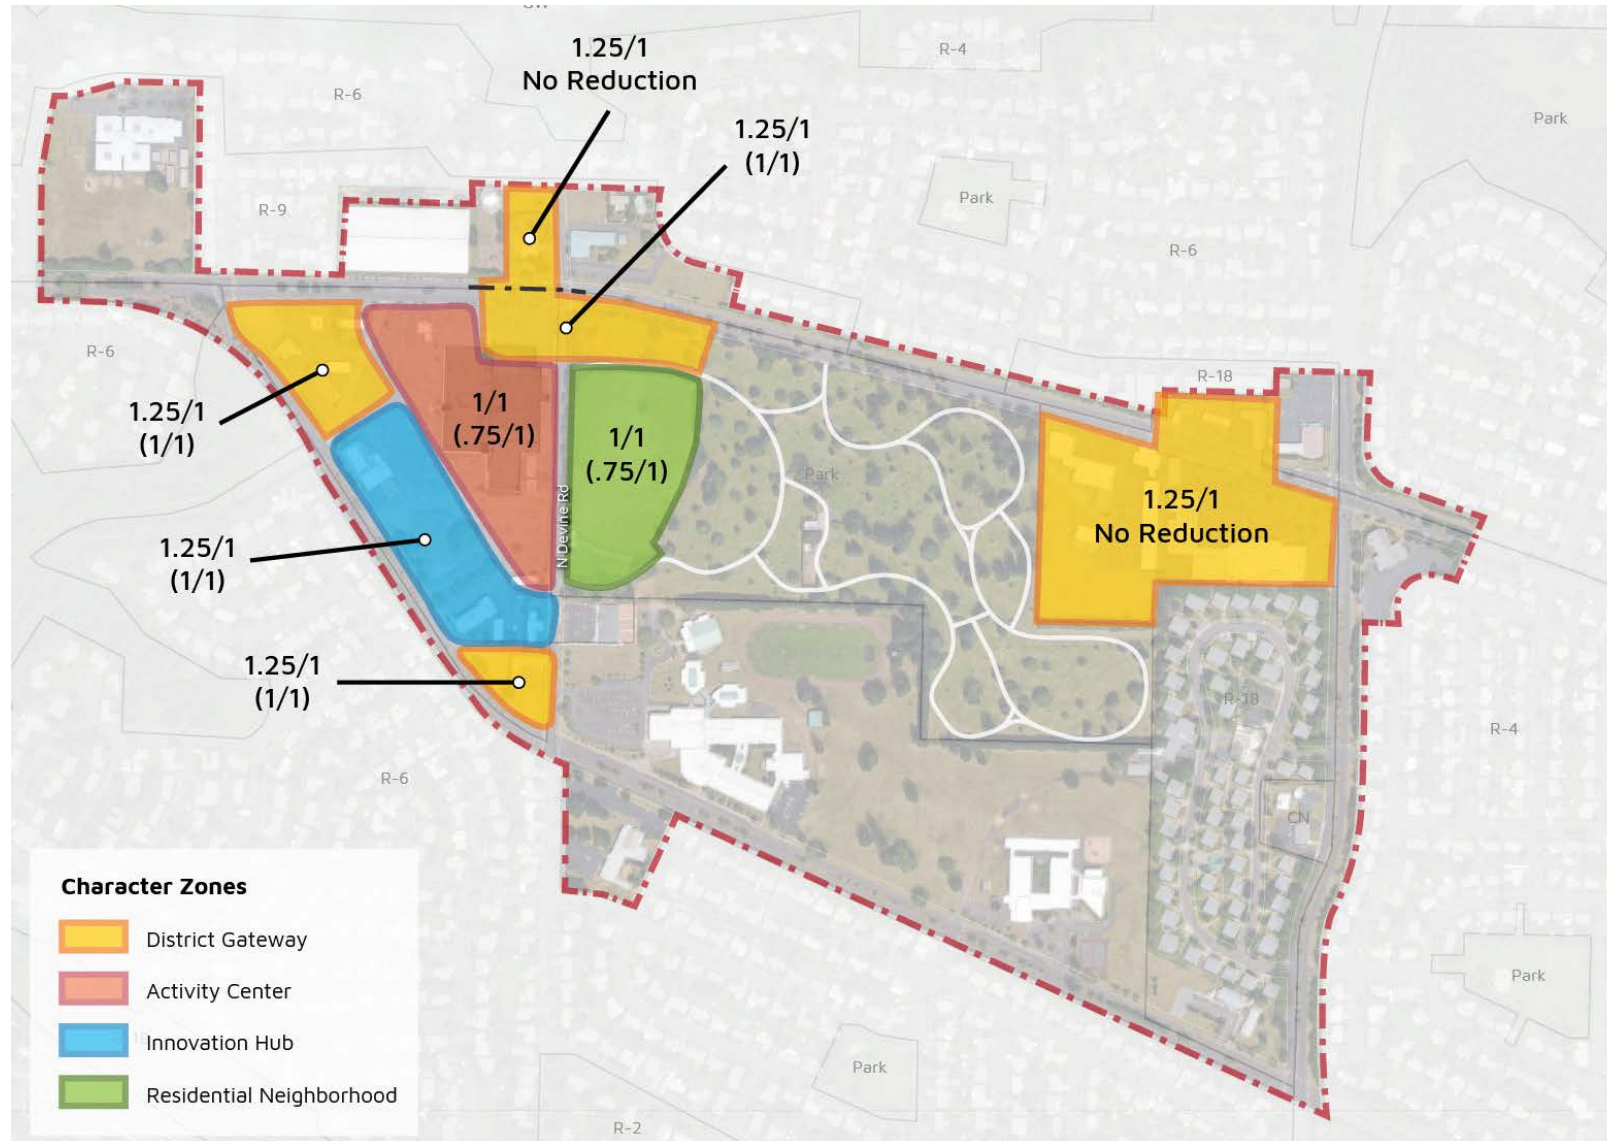 1.25/1
No Reduction
R-4
R-6
Park
1.25/1
(1/1)
Park
R-9
R-6
R-6
R-18
1.25/1
(1/1)
1/1
(.75/1)
1/1
(.75/1)
Park
1.25/1
No Reduction
N Devine Rd
1.25/1
(1/1)
1.25/1
(1/1)
R-18
R-4
R-6
CN
Character Zones
District Gateway
Activity Center
Innovation Hub
Residential Neighborhood
Park
Park
R-2